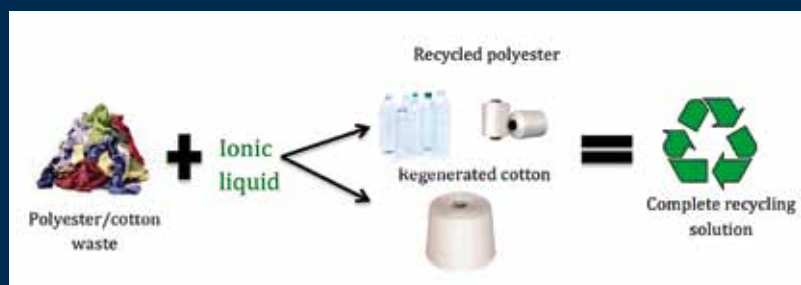 Recycled polyester
Ionic
liquid
Polyester/cotton
waste
Regenerated cotton
Complete recycling
solution